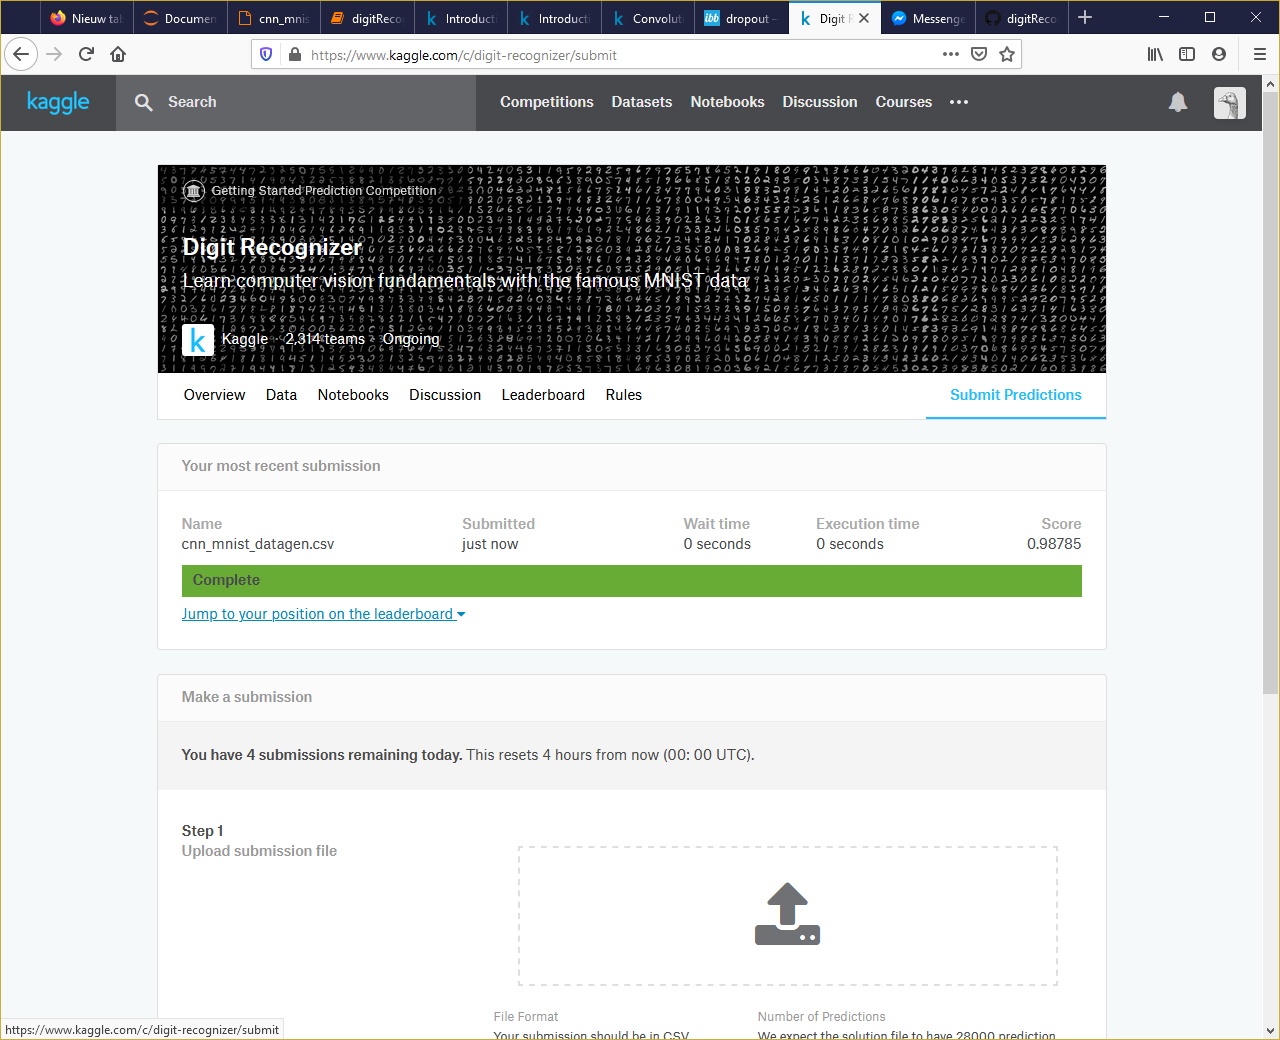 Nieuw tab
Documen
cnn_mnis
digitReco
Introducti
Introducti
Convolut
ibb
dropout –
Digit R
Messenge
digitReco
https://www.kaggle.com/c/digit-recognizer/submit
kaggle
Search
Competitions
Datasets
Notebooks
Discussion
Courses
Getting Started Prediction Competition
Digit Recognizer
Learn computer vision fundamentals with the famous MNIST data
k
Kaggle · 2,314 teams · Ongoing
Overview
Data
Notebooks
Discussion
Leaderboard
Rules
Submit Predictions
Your most recent submission
Name
Submitted
Wait time
Execution time
Score
cnn_mnist_datagen.csv
just now
0 seconds
0 seconds
0.98785
Complete
Jump to your position on the leaderboard
Make a submission
You have 4 submissions remaining today. This resets 4 hours from now (00: 00 UTC).
Step 1
Upload submission file
File Format
Number of Predictions
Your submission should be in CSV
We expect the solution file to have 28000 prediction
https://www.kaggle.com/c/digit-recognizer/submit